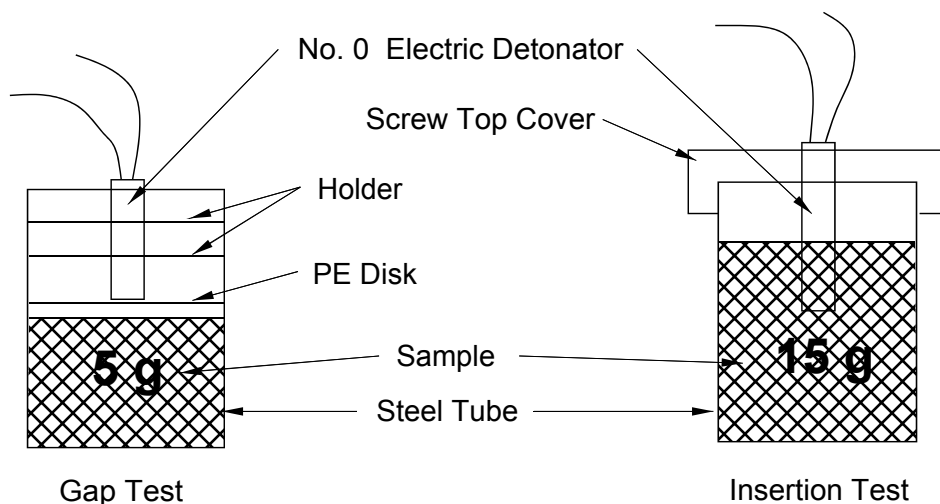 No. 0 Electric Detonator
Screw Top Cover
Holder
PE Disk
5 g
Sample
15 g
Steel Tube
Gap Test
Insertion Test